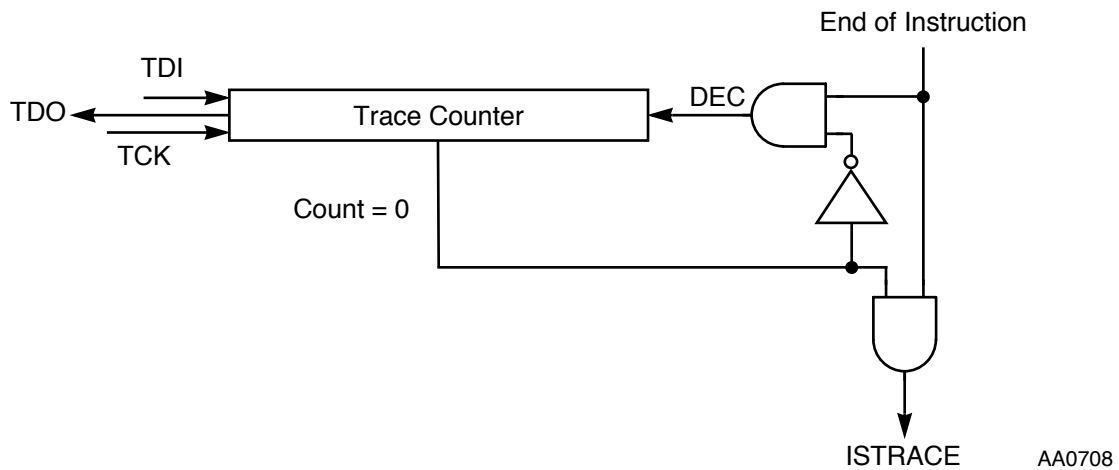 End of Instruction
TDI
DEC
TDO
Trace Counter
TCK
Count = 0
ISTRACE
AA0708